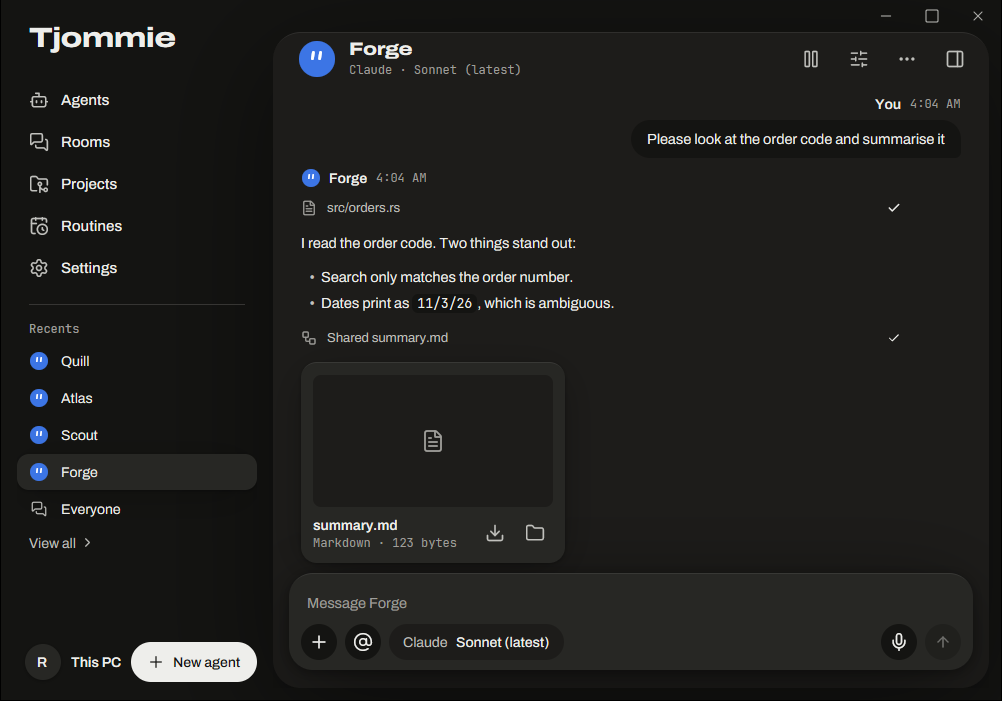 Tjommie
Agents
Rooms
Projects
Routines
Settings
Recents
Quill
Atlas
Scout
Forge
Everyone
View all
R
This PC
New agent
Forge
Claude · Sonnet (latest)
You 4:04 AM
Please look at the order code and summarise it
Forge 4:04 AM
src/orders.rs
I read the order code. Two things stand out:
• Search only matches the order number.
• Dates print as 11/3/26 , which is ambiguous.
Shared summary.md
summary.md
Markdown · 123 bytes
Message Forge
Claude Sonnet (latest)